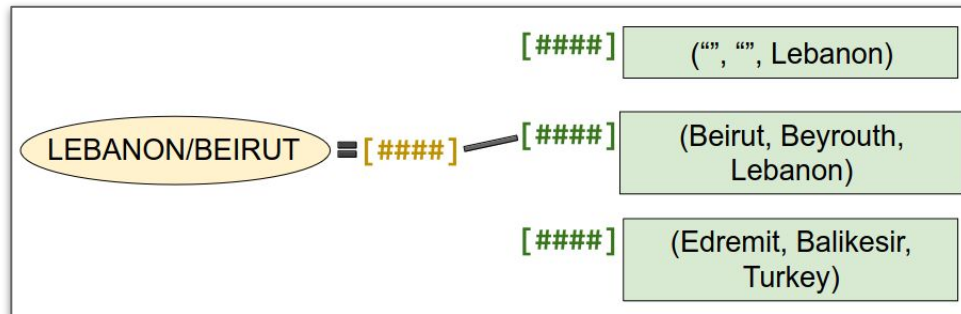 [####] (“”, “”, Lebanon)
LEBANON/BEIRUT = [####] [####] (Beirut, Beyrouth,
Lebanon)
[####] (Edremit, Balikesir,
Turkey)